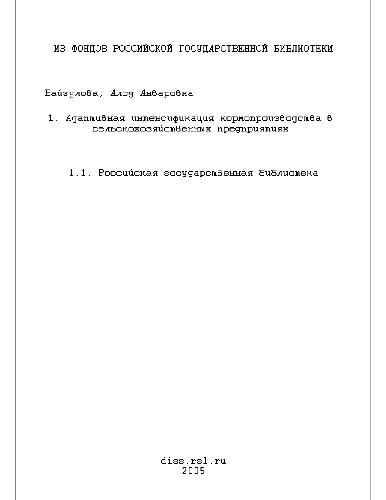 ИЗ ФОНДОВ РОССИЙСКОЙ ГОСУДАРСТВЕННОЙ БИБЛИОТЕКИ
Байгулова, Алсу Анваровна
1. Адаптивная интенсификация кормопроизводства в
сельскохозяйственных предприятиях
1.1. Российская государственная библиотека
diss.rsl.ru
2005